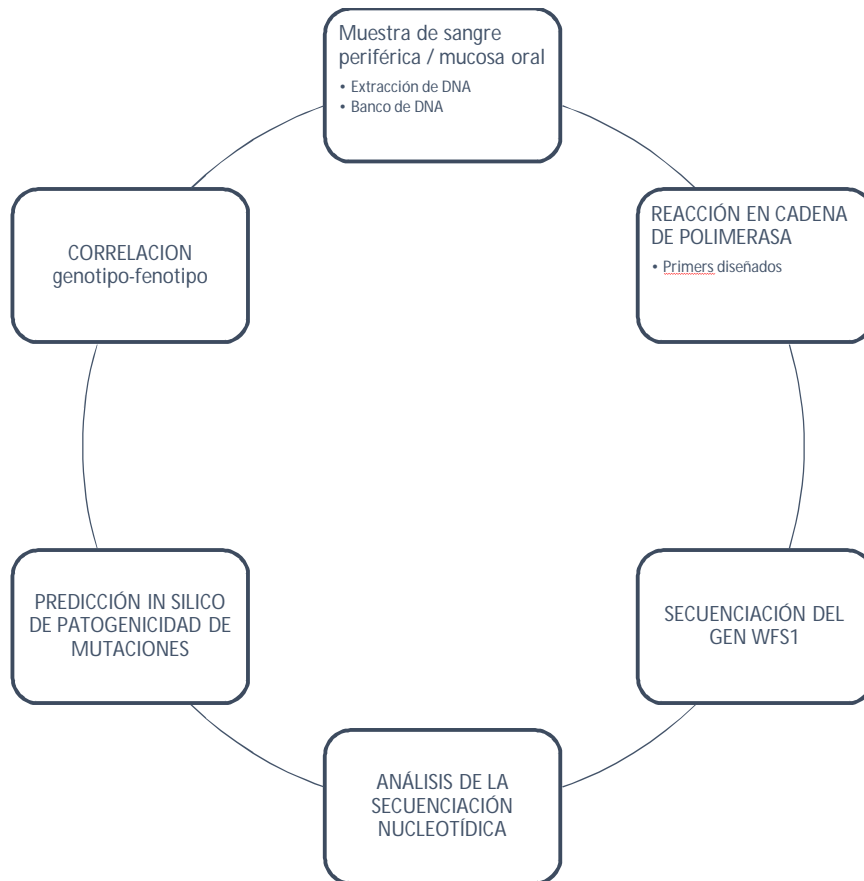 Muestra de sangre
periférica / mucosa oral
• Extracción de DNA
• Banco de DNA
REACCIÓN EN CADENA
DE POLIMERASA
• Primers diseñados
SECUENCIACIÓN DEL
GEN WFS1
ANÁLISIS DE LA
SECUENCIACIÓN
NUCLEOTÍDICA
PREDICCIÓN IN SILICO
DE PATOGENICIDAD DE
MUTACIONES
CORRELACION
genotipo-fenotipo